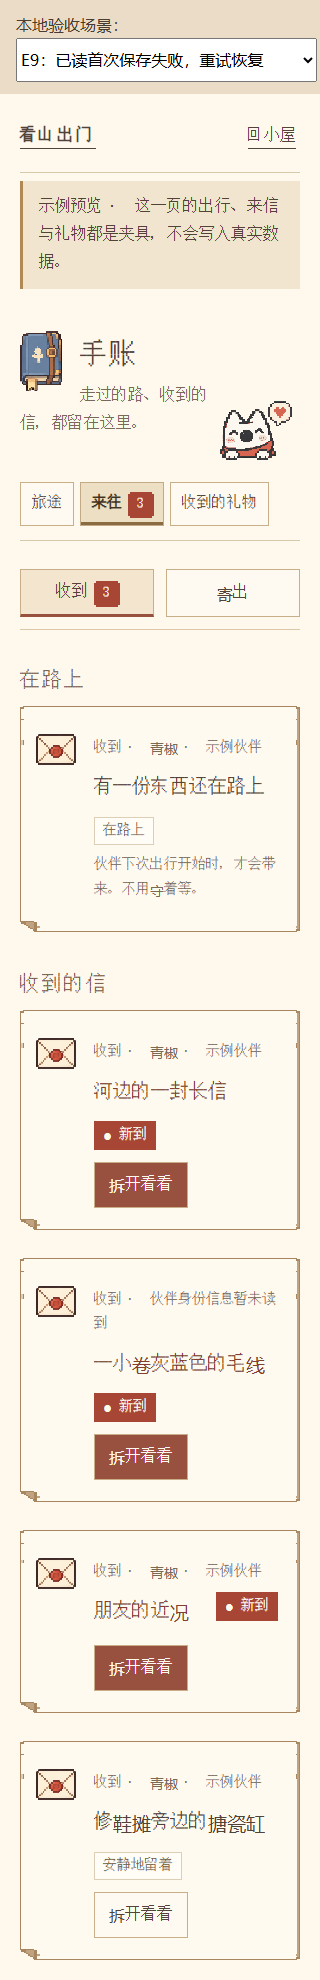 本地验收场景：
E9：已读首次保存失败，重试恢复
看山出门
回小屋
示例预览 · 这一页的出行、来信
与礼物都是夹具，不会写入真实数
据。
手账
走过的路、收到的
信，都留在这里。
旅途
来往 3
收到的礼物
收到 3
寄出
在路上
收到 · 青椒 · 示例伙伴
有一份东西还在路上
在路上
伙伴下次出行开始时，才会带
来。不用守着等。
收到的信
收到 · 青椒 · 示例伙伴
河边的一封长信
新到
拆开看看
收到 · 伙伴身份信息暂未读
到
一小卷灰蓝色的毛线
新到
拆开看看
收到 · 青椒 · 示例伙伴
朋友的近况
新到
拆开看看
收到 · 青椒 · 示例伙伴
修鞋摊旁边的搪瓷缸
安静地留着
拆开看看